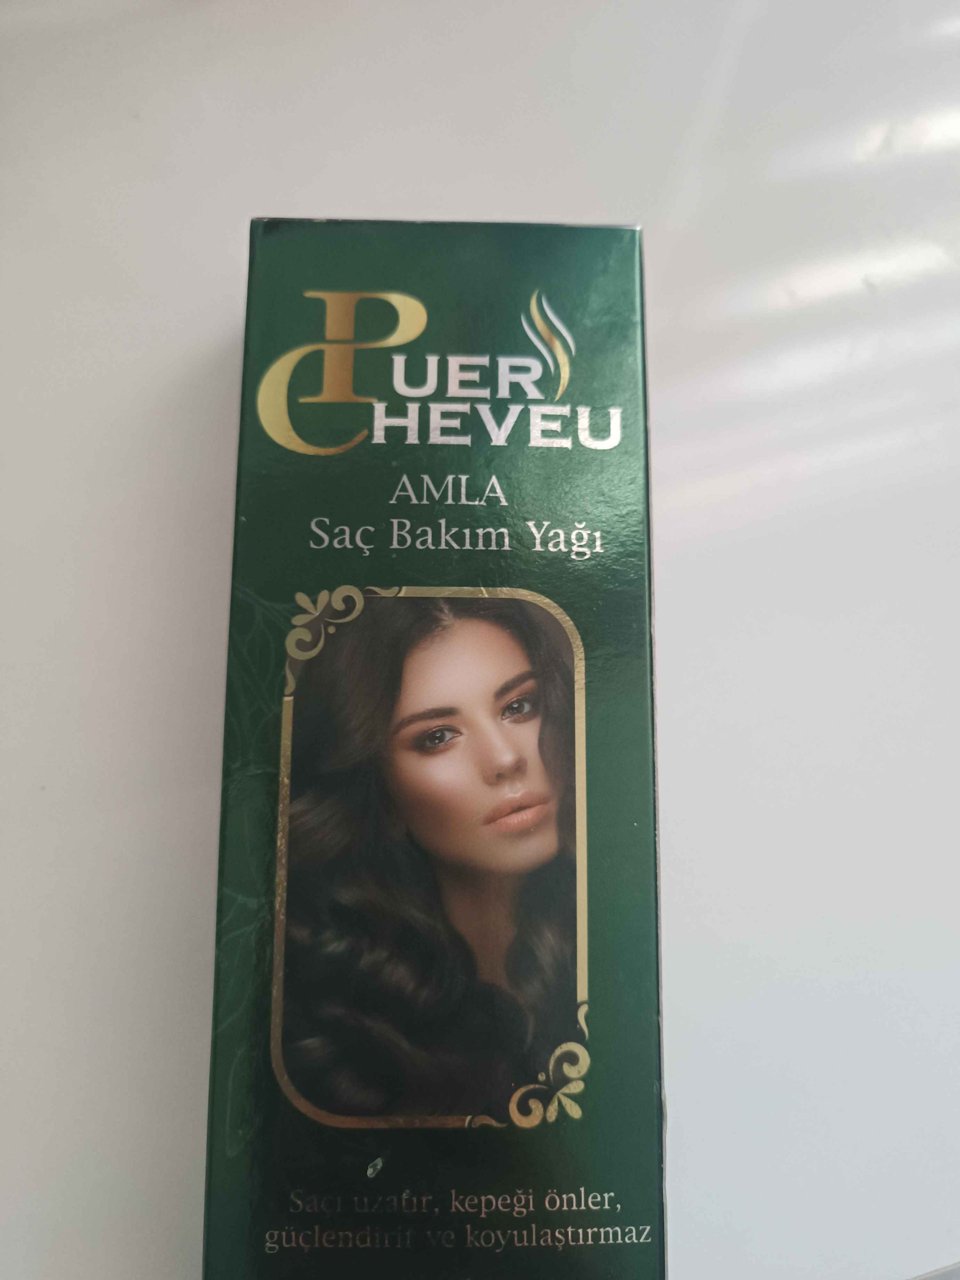 PUER
CHEVEU
AMLA
Saç Bakım Yağı
Saçı uzatır, kepeği önler,
güçlendirir ve koyulaştırmaz